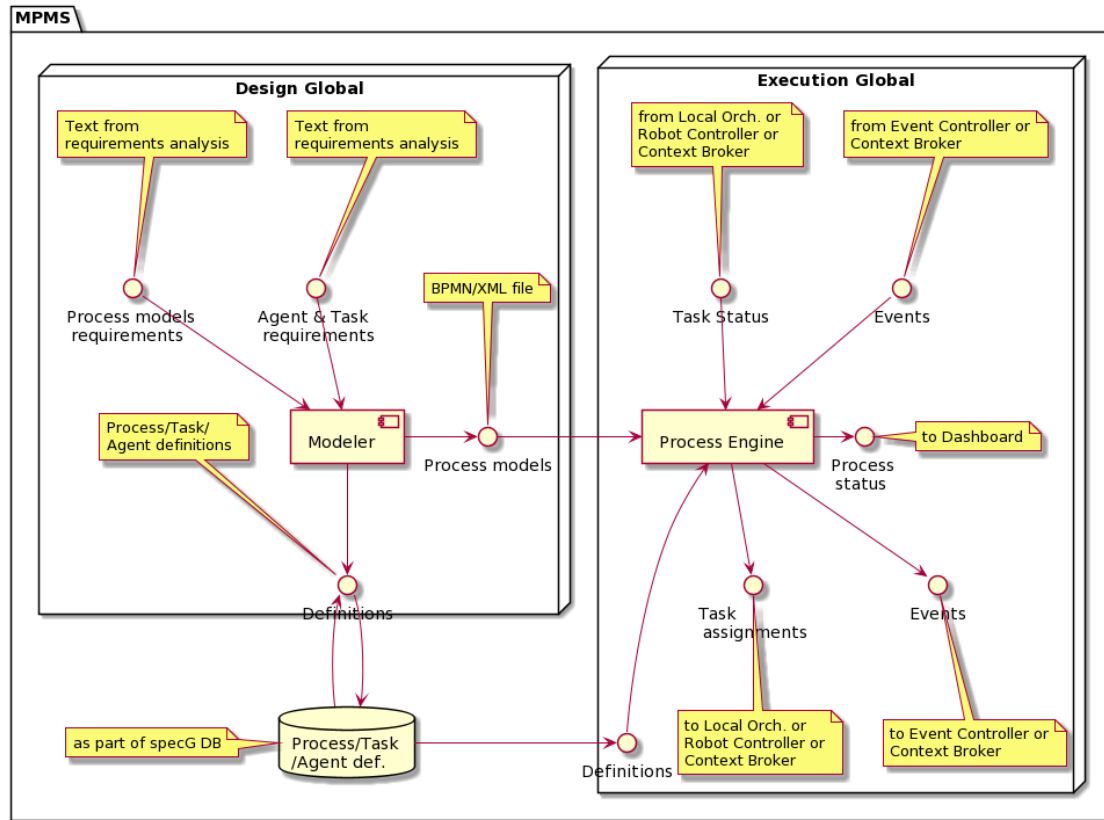 MPMS
Design Global
Execution Global
Text from
requirements analysis
Text from
requirements analysis
from Local Orch. or
Robot Controller or
Context Broker
from Event Controller or
Context Broker
BPMN/XML file
Process models
requirements
Agent & Task
requirements
Task Status
Events
Process/Task/
Agent definitions
Modeler
Process models
Process Engine
Process
status
to Dashboard
Definitions
Task
assignments
Events
as part of specG DB
Process/Task
/Agent def.
Definitions
to Local Orch. or
Robot Controller or
Context Broker
to Event Controller or
Context Broker